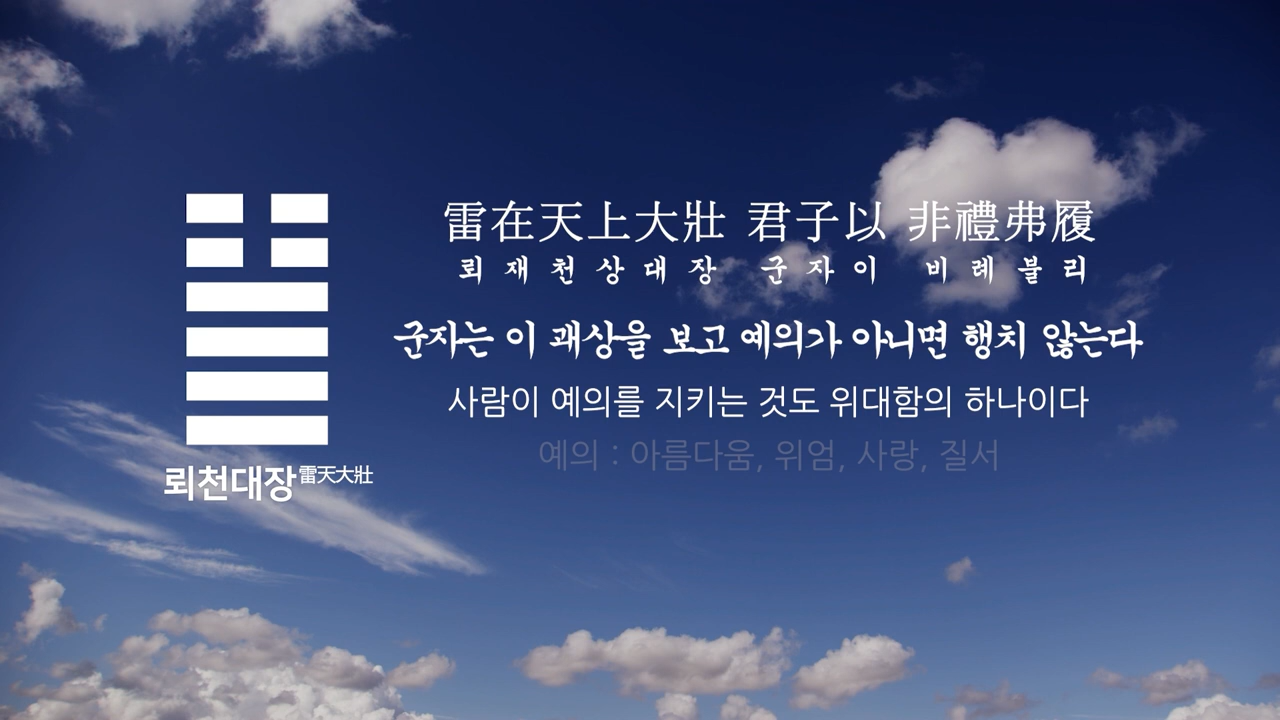 雷在天上大壯 君子以 非禮弗履
뢰재천상대장 군자이 비례불리
군자는 이 괘상을 보고 예의가 아니면 행치 않는다
사람이 예의를 지키는 것도 위대함의 하나이다
예의 : 아름다움, 위엄, 사랑, 질서
뢰천대장雷天大壯